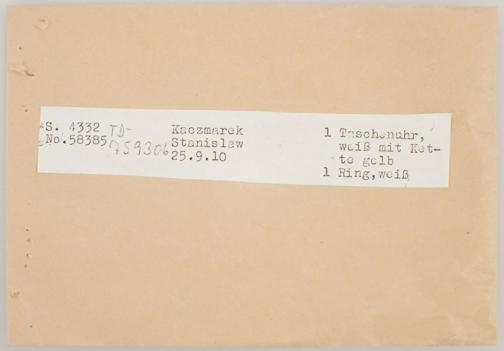 S. 4332 TD- Kaczmarek 1 Taschenuhr,
No.58385 759306 Stanislaw weiß mit Ket-
25.9.10 te gelb
1 Ring,weiß